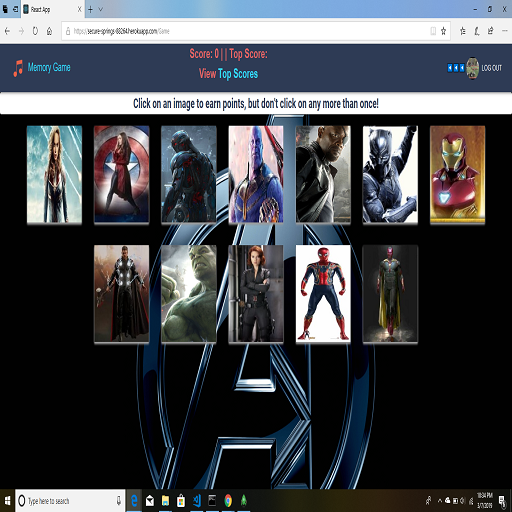 React App
https://secure-springs-88264.herokuapp.com/Game
Memory Game
Score: 0 | | Top Score:
View Top Scores
LOG OUT
Click on an image to earn points, but don't click on any more than once!
Type here to search
10:34 PM
3/7/2019